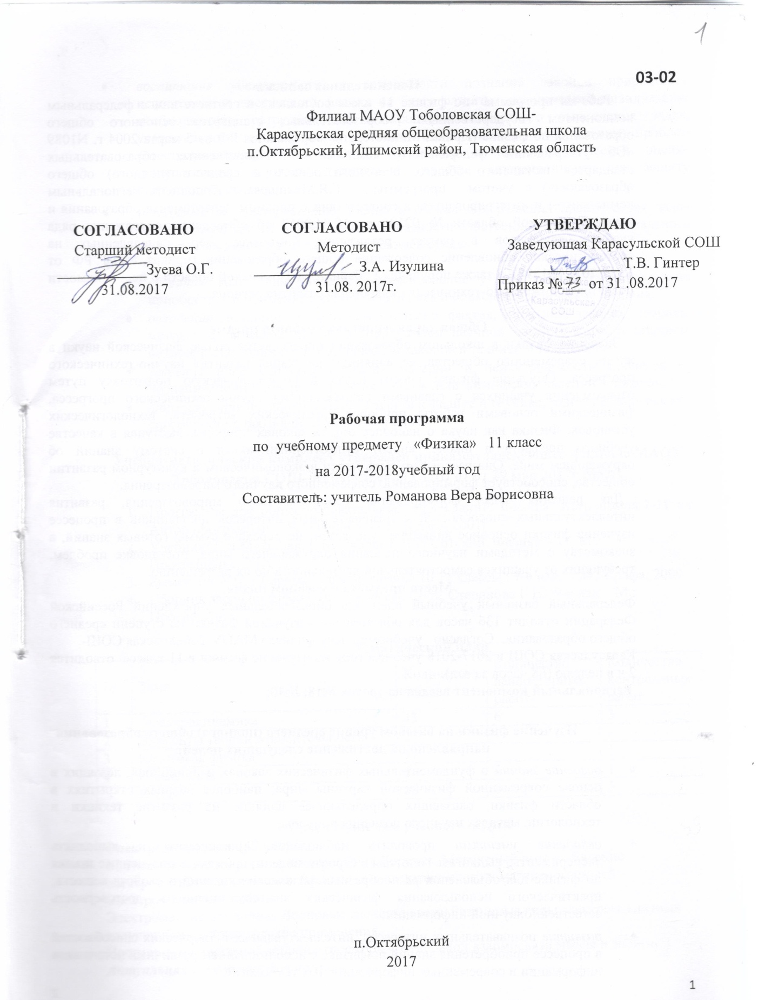 1
03-02
Филиал МАОУ Тоболовская СОШ-
Карасульская средняя общеобразовательная школа
п.Октябрьский, Ишимский район, Тюменская область
СОГЛАСОВАНО
Старший методист
Зуева О.Г.
31.08.2017
СОГЛАСОВАНО
Методист
З.А. Изулина
31.08. 2017г.
УТВЕРЖДАЮ
Заведующая Карасульской СОШ
Т.В. Гинтер
Приказ № 73 от 31 .08.2017
Карасульская
СОШ
Рабочая программа
по учебному предмету «Физика» 11 класс
на 2017-2018учебный год
Составитель: учитель Романова Вера Борисовна
п.Октябрьский
2017
1